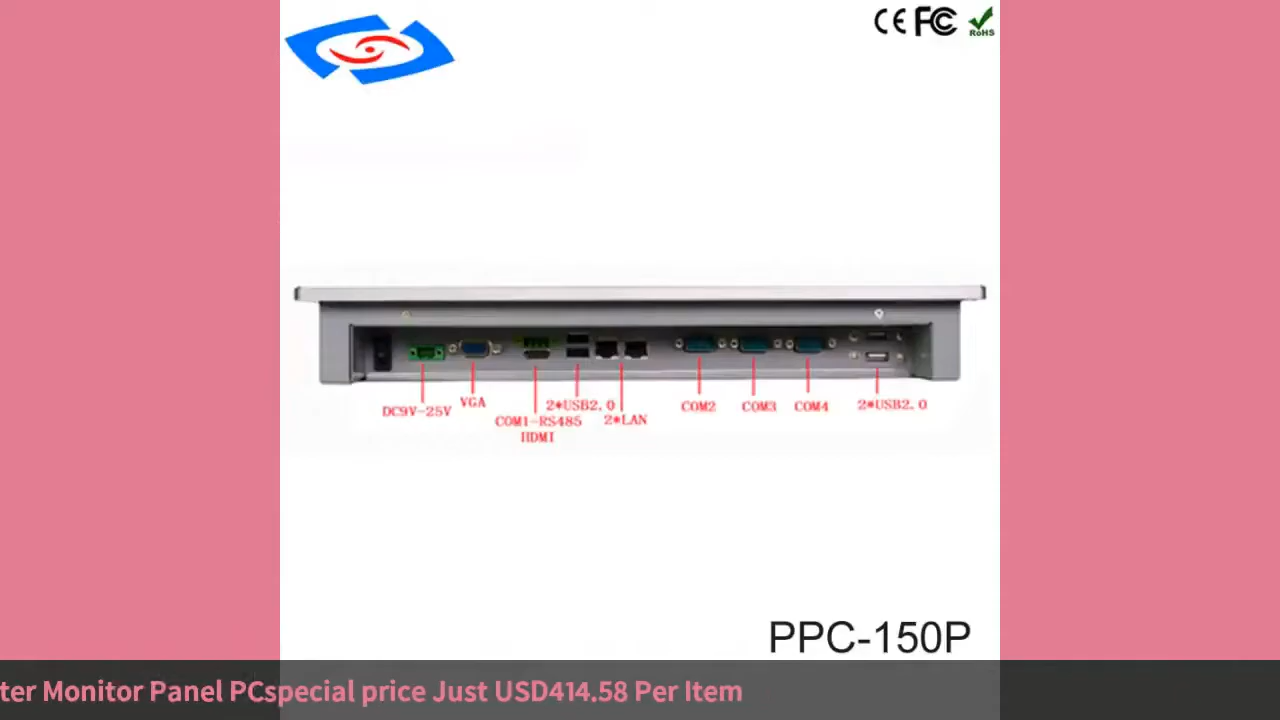 CE FC RoHS
DC9V-25V
VGA
COM1-RS485
HDMI
2*USB2.0
2*LAN
COM2
COM3
COM4
2*USB2.0
PPC-150P
ter Monitor Panel PCspecial price Just USD414.58 Per Item